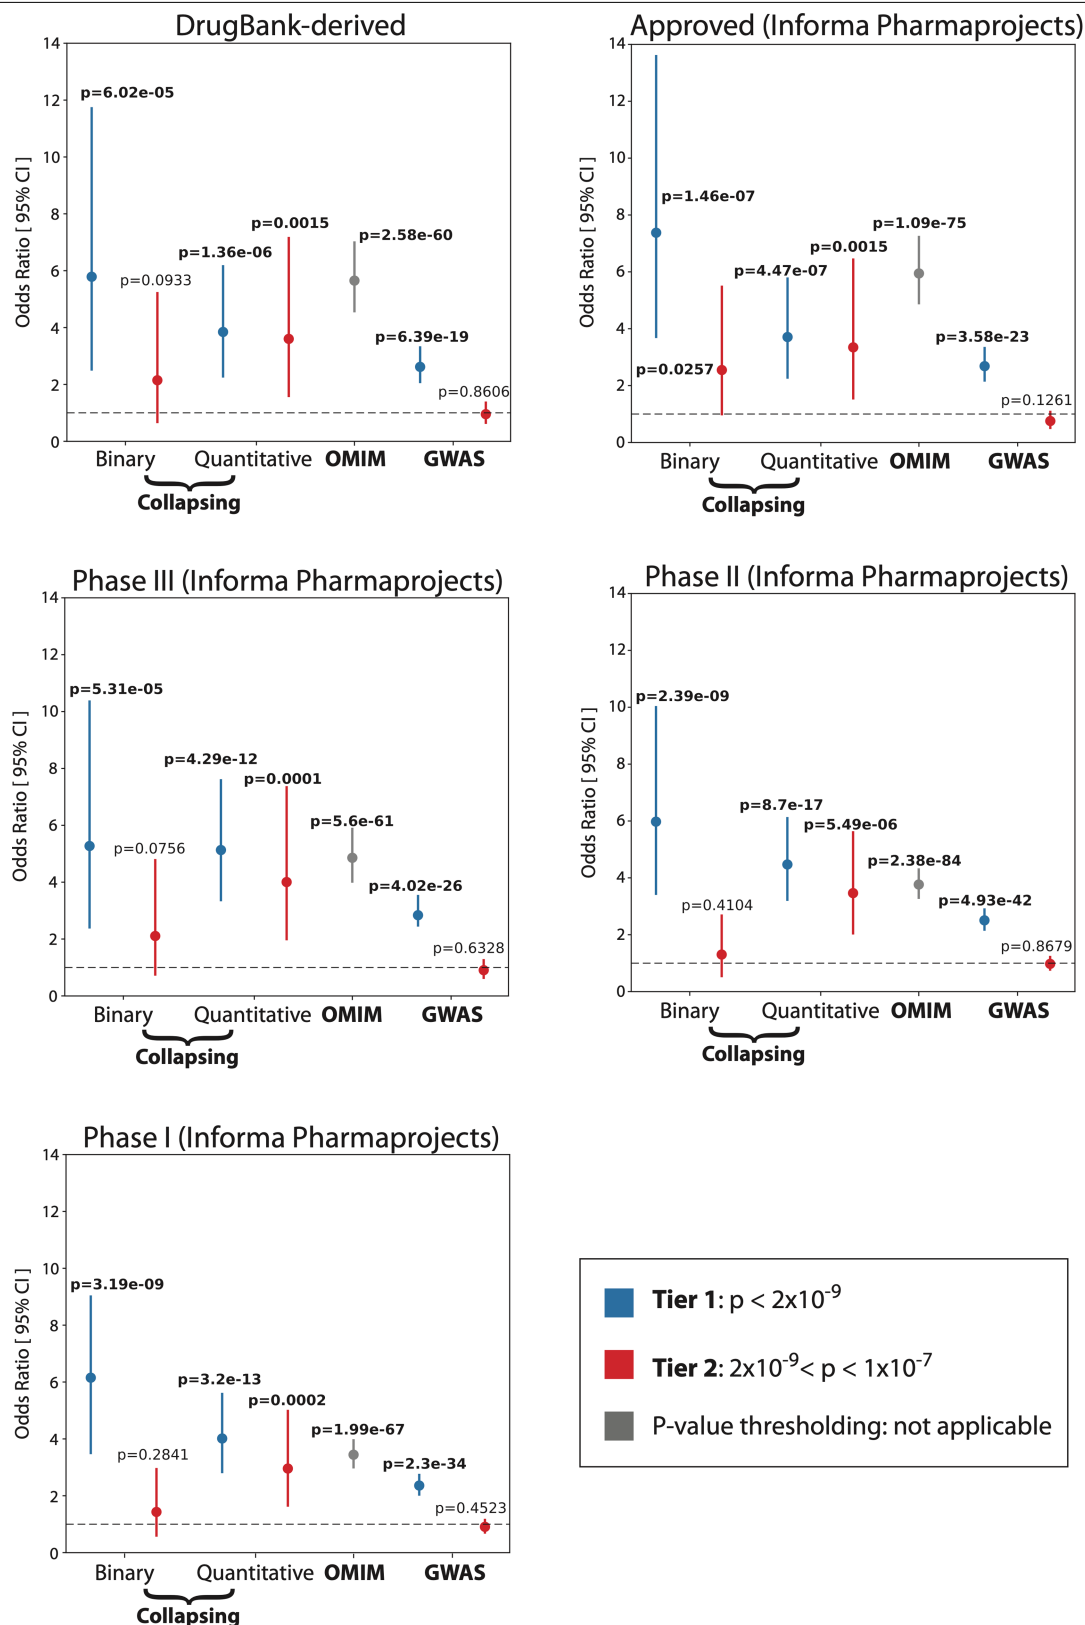 DrugBank-derived
14
12
10
8
6
4
2
0
Odds Ratio [ 95% CI ]
p=6.02e-05
p=0.0933
p=1.36e-06
p=0.0015
p=2.58e-60
p=6.39e-19
p=0.8606
Binary Quantitative OMIM GWAS
Collapsing
Approved (Informa Pharmaprojects)
14
12
10
8
6
4
2
0
Odds Ratio [ 95% CI ]
p=1.46e-07
p=0.0257
p=4.47e-07
p=0.0015
p=1.09e-75
p=3.58e-23
p=0.1261
Binary Quantitative OMIM GWAS
Collapsing
Phase III (Informa Pharmaprojects)
14
12
10
8
6
4
2
0
Odds Ratio [ 95% CI ]
p=5.31e-05
p=0.0756
p=4.29e-12
p=0.0001
p=5.6e-61
p=4.02e-26
p=0.6328
Binary Quantitative OMIM GWAS
Collapsing
Phase II (Informa Pharmaprojects)
14
12
10
8
6
4
2
0
Odds Ratio [ 95% CI ]
p=2.39e-09
p=0.4104
p=8.7e-17
p=5.49e-06
p=2.38e-84
p=4.93e-42
p=0.8679
Binary Quantitative OMIM GWAS
Collapsing
Phase I (Informa Pharmaprojects)
14
12
10
8
6
4
2
0
Odds Ratio [ 95% CI ]
p=3.19e-09
p=0.2841
p=3.2e-13
p=0.0002
p=1.99e-67
p=2.3e-34
p=0.4523
Binary Quantitative OMIM GWAS
Collapsing
Tier 1: p < 2x10⁻⁹
Tier 2: 2x10⁻⁹< p < 1x10⁻⁷
P-value thresholding: not applicable